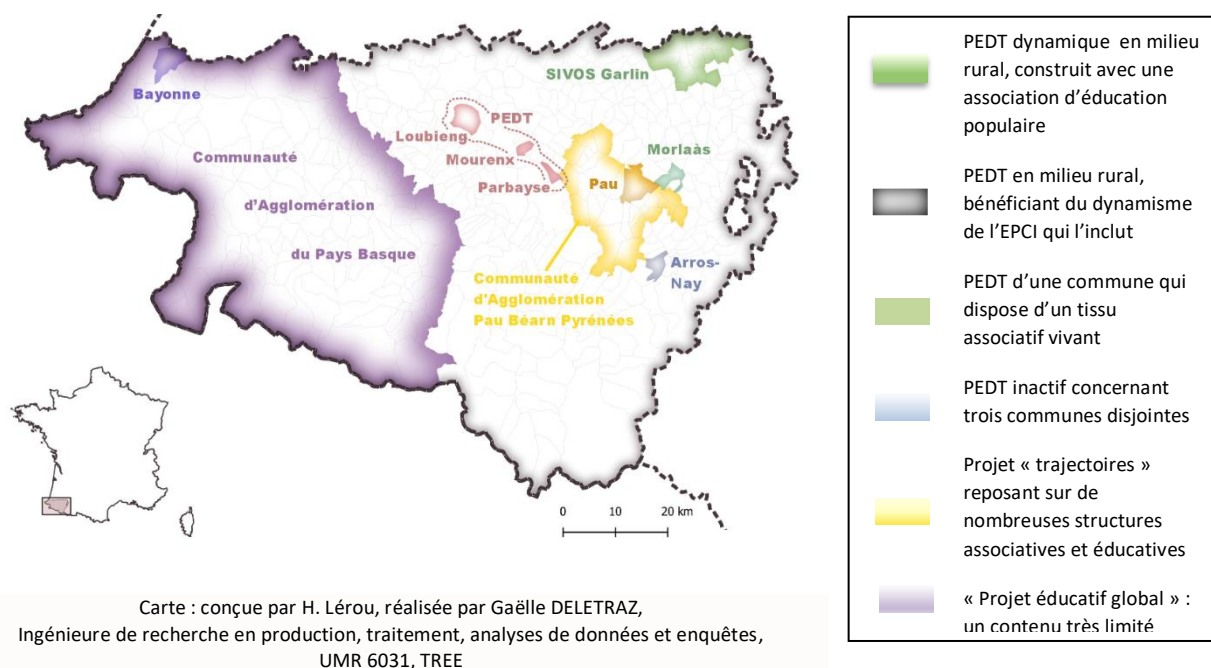 SIVOS Garlin
Bayonne
PEDT
Loubieng
Morlaàs
Mourenx
Communauté
Pau
Parbayse
d'Agglomération
du Pays Basque
Arros-
Nay
Communauté
d'Agglomération
Pau Béarn Pyrénées
0 10 20 km
Carte : conçue par H. Lérou, réalisée par Gaëlle DELETRAZ,
Ingénieure de recherche en production, traitement, analyses de données et enquêtes,
UMR 6031, TREE
PEDT dynamique en milieu
rural, construit avec une
association d'éducation
populaire
PEDT en milieu rural,
bénéficiant du dynamisme
de l'EPCI qui l'inclut
PEDT d'une commune qui
dispose d'un tissu
associatif vivant
PEDT inactif concernant
trois communes disjointes
Projet « trajectoires »
reposant sur de
nombreuses structures
associatives et éducatives
« Projet éducatif global » :
un contenu très limité